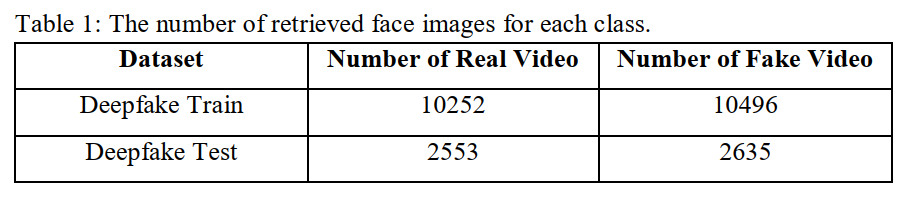 Table 1: The number of retrieved face images for each class.
Dataset Number of Real Video Number of Fake Video
Deepfake Train 10252 10496
Deepfake Test 2553 2635